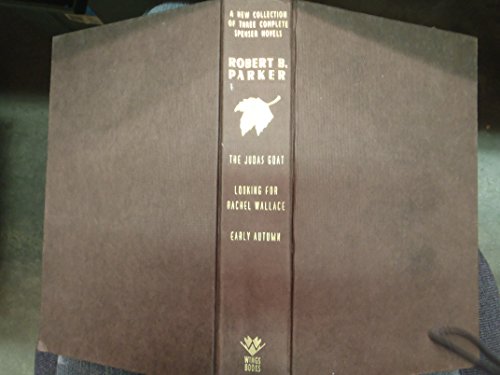 A NEW COLLECTION
OF THREE COMPLETE
SPENSER NOVELS
ROBERT B.
PARKER
THE JUDAS GOAT
LOOKING FOR
RACHEL WALLACE
EARLY AUTUMN
WINGS
BOOKS